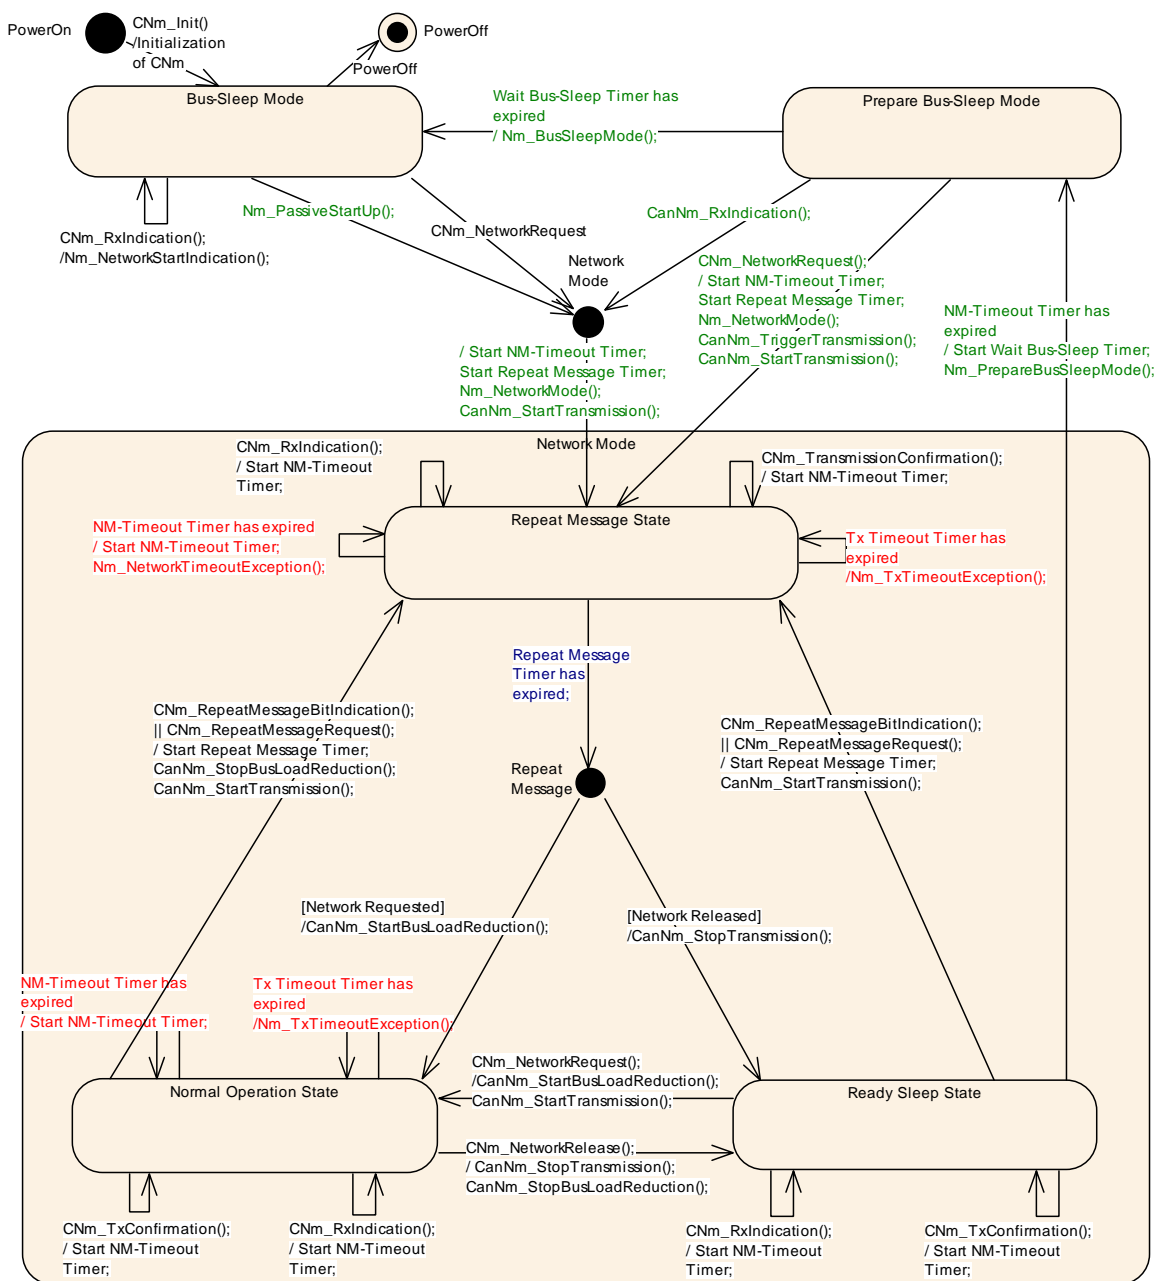 PowerOn
CNm_Init()
/Initialization
of CNm
PowerOff
PowerOff
Bus-Sleep Mode
Wait Bus-Sleep Timer has
expired
/ Nm_BusSleepMode();
Prepare Bus-Sleep Mode
Nm_PassiveStartUp();
CNm_NetworkRequest
CanNm_RxIndication();
CNm_RxIndication();
/Nm_NetworkStartIndication();
Network
Mode
CNm_NetworkRequest();
/ Start NM-Timeout Timer;
Start Repeat Message Timer;
Nm_NetworkMode();
CanNm_TriggerTransmission();
CanNm_StartTransmission();
NM-Timeout Timer has
expired
/ Start Wait Bus-Sleep Timer;
Nm_PrepareBusSleepMode();
/ Start NM-Timeout Timer;
Start Repeat Message Timer;
Nm_NetworkMode();
CanNm_StartTransmission();
Network Mode
CNm_RxIndication();
/ Start NM-Timeout
Timer;
CNm_TransmissionConfirmation();
/ Start NM-Timeout Timer;
Repeat Message State
NM-Timeout Timer has expired
/ Start NM-Timeout Timer;
Nm_NetworkTimeoutException();
Tx Timeout Timer has
expired
/Nm_TxTimeoutException();
Repeat Message
Timer has
expired;
CNm_RepeatMessageBitIndication();
|| CNm_RepeatMessageRequest();
/ Start Repeat Message Timer;
CanNm_StopBusLoadReduction();
CanNm_StartTransmission();
CNm_RepeatMessageBitIndication();
|| CNm_RepeatMessageRequest();
/ Start Repeat Message Timer;
CanNm_StartTransmission();
Repeat
Message
[Network Requested]
/CanNm_StartBusLoadReduction();
[Network Released]
/CanNm_StopTransmission();
NM-Timeout Timer has
expired
/ Start NM-Timeout Timer;
Tx Timeout Timer has
expired
/Nm_TxTimeoutException();
CNm_NetworkRequest();
/CanNm_StartBusLoadReduction();
CanNm_StartTransmission();
Normal Operation State
Ready Sleep State
CNm_NetworkRelease();
/ CanNm_StopTransmission();
CanNm_StopBusLoadReduction();
CNm_TxConfirmation();
/ Start NM-Timeout
Timer;
CNm_RxIndication();
/ Start NM-Timeout
Timer;
CNm_RxIndication();
/ Start NM-Timeout
Timer;
CNm_TxConfirmation();
/ Start NM-Timeout
Timer;